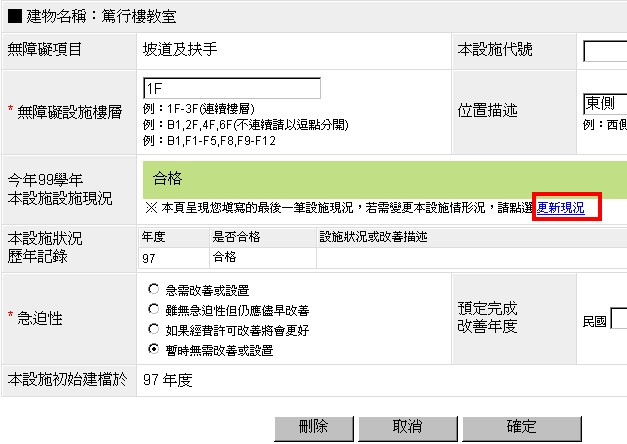 ■ 建物名稱：篤行樓教室
無障礙項目 坡道及扶手 本設施代號
* 無障礙設施樓層 1F 位置描述 東側
例：1F-3F(連續樓層) 例：西側
例：B1,2F,4F,6F(不連續請以逗點分開)
例：B1,F1-F5,F8,F9-F12
今年99學年
本設施設施現況
合格
※ 本頁呈現您填寫的最後一筆設施現況，若需變更本設施情形況，請點選更新現況
本設施狀況
歷年記錄
年度 是否合格 設施狀況或改善描述
97 合格
* 急迫性
急需改善或設置
雖無急迫性但仍應儘早改善
如果經費許可改善將會更好
暫時無需改善或設置
預定完成
改善年度
民國
本設施初始建檔於 97 年度
刪除 取消 確定